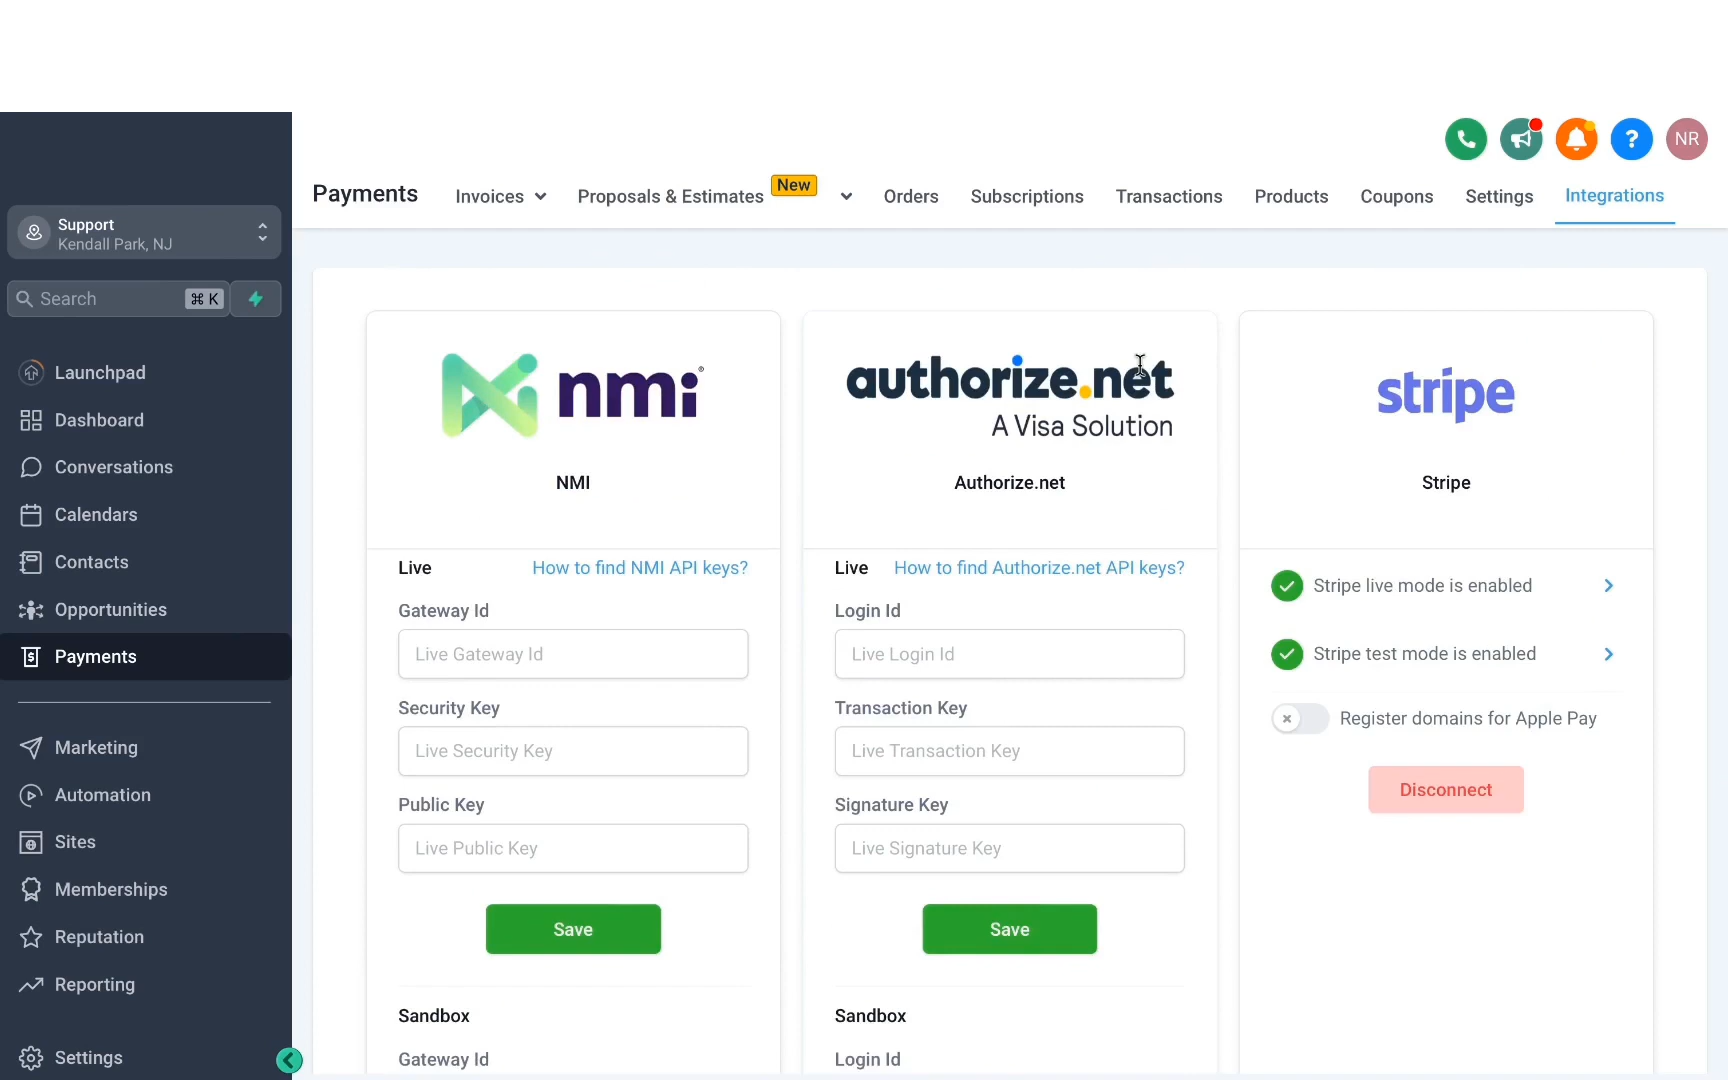 NR
Payments
Invoices
Proposals & Estimates
New
Orders
Subscriptions
Transactions
Products
Coupons
Settings
Integrations
Support
Kendall Park, NJ
Search
⌘ K
Launchpad
Dashboard
Conversations
Calendars
Contacts
Opportunities
Payments
Marketing
Automation
Sites
Memberships
Reputation
Reporting
Settings
nmi®
NMI
Live
How to find NMI API keys?
Gateway Id
Live Gateway Id
Security Key
Live Security Key
Public Key
Live Public Key
Save
Sandbox
Gateway Id
authorize.net
A Visa Solution
Authorize.net
Live
How to find Authorize.net API keys?
Login Id
Live Login Id
Transaction Key
Live Transaction Key
Signature Key
Live Signature Key
Save
Sandbox
Login Id
stripe
Stripe
Stripe live mode is enabled
Stripe test mode is enabled
Register domains for Apple Pay
Disconnect